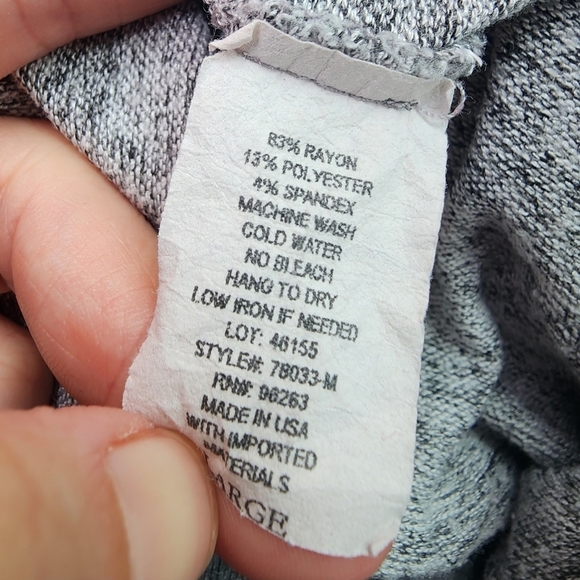 83% RAYON
13% POLYESTER
4% SPANDEX
MACHINE WASH
COLD WATER
NO BLEACH
HANG TO DRY
LOW IRON IF NEEDED
LOT: 46155
STYLE#: 78033-M
RN#: 96263
MADE IN USA
WITH IMPORTED
MATERIALS
ARGE